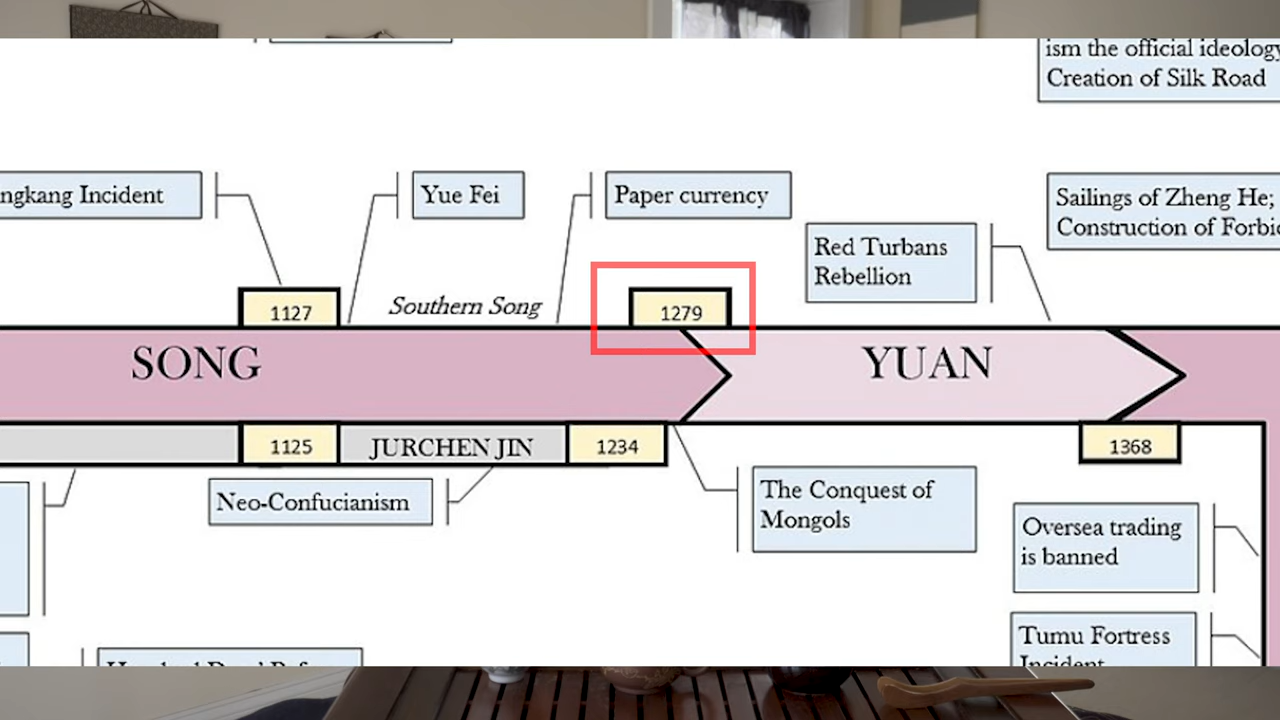 ism the official ideology
Creation of Silk Road
ngkang Incident
Yue Fei
Paper currency
Sailings of Zheng He;
Construction of Forbi
Red Turbans
Rebellion
1127
Southern Song
1279
SONG
YUAN
1125
JURCHEN JIN
1234
1368
Neo-Confucianism
The Conquest of
Mongols
Oversea trading
is banned
Tumu Fortress
Incident